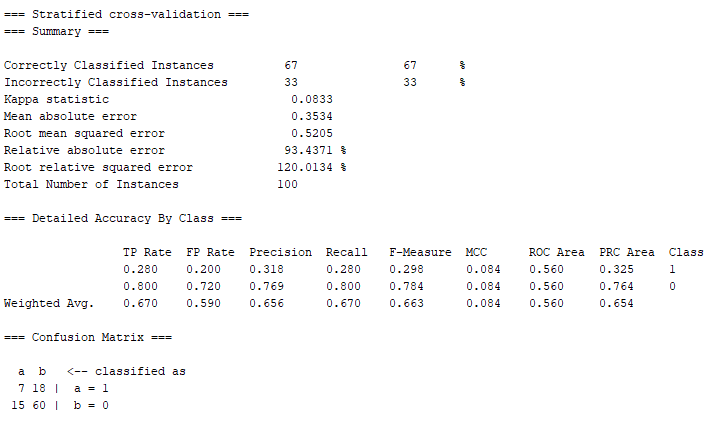 === Stratified cross-validation ===
=== Summary ===
Correctly Classified Instances 67 67 %
Incorrectly Classified Instances 33 33 %
Kappa statistic 0.0833
Mean absolute error 0.3534
Root mean squared error 0.5205
Relative absolute error 93.4371 %
Root relative squared error 120.0134 %
Total Number of Instances 100
=== Detailed Accuracy By Class ===
TP Rate FP Rate Precision Recall F-Measure MCC ROC Area PRC Area Class
0.280 0.200 0.318 0.280 0.298 0.084 0.560 0.325 1
0.800 0.720 0.769 0.800 0.784 0.084 0.560 0.764 0
Weighted Avg. 0.670 0.590 0.656 0.670 0.663 0.084 0.560 0.654
=== Confusion Matrix ===
a b <-- classified as
7 18 | a = 1
15 60 | b = 0